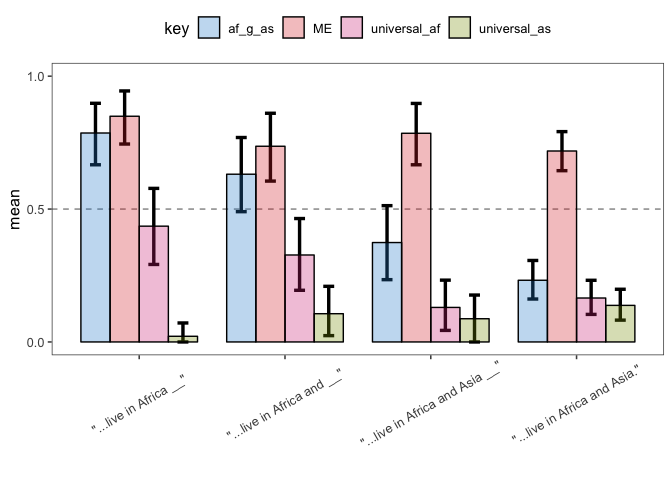 key af_g_as ME universal_af universal_as
1.0
0.5
0.0
mean
" ...live in Africa __"
" ...live in Africa and __"
" ...live in Africa and Asia __"
" ...live in Africa and Asia."